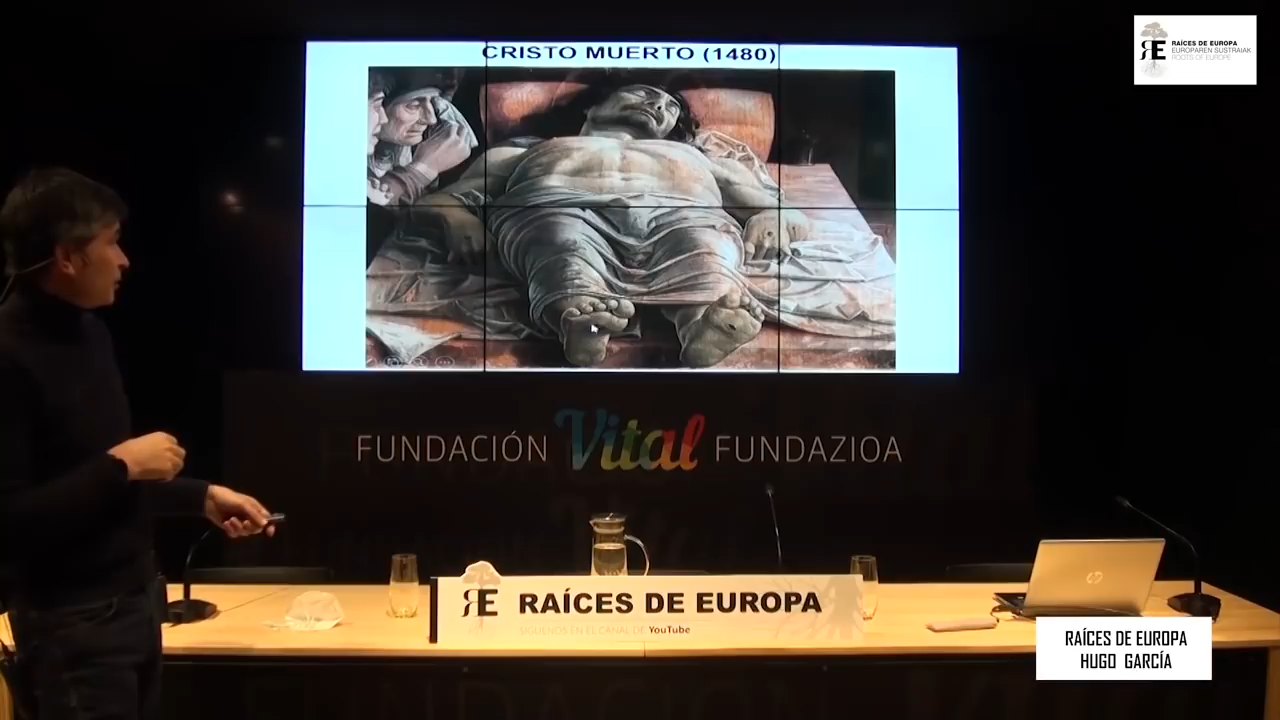 CRISTO MUERTO (1480)
RAÍCES DE EUROPA
EUROPAREN SUSTRAIAK
ROOTS OF EUROPE
FUNDACIÓN Vital FUNDAZIOA
RAÍCES DE EUROPA
SÍGUENOS EN EL CANAL DE YouTube
hp
RAÍCES DE EUROPA
HUGO GARCÍA